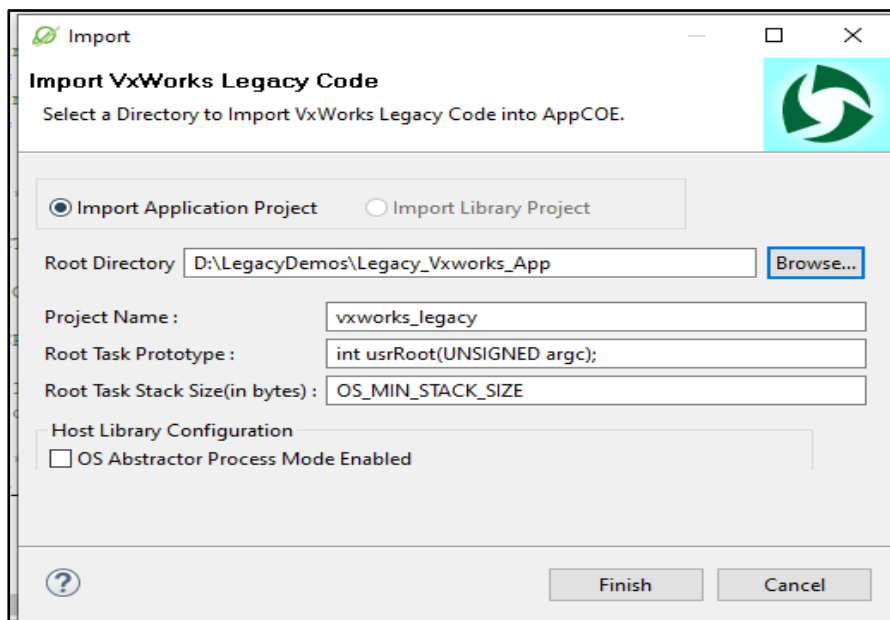 Import
Import VxWorks Legacy Code
Select a Directory to Import VxWorks Legacy Code into AppCOE.
Import Application Project Import Library Project
Root Directory D:\LegacyDemos\Legacy_Vxworks_App Browse...
Project Name : vxworks_legacy
Root Task Prototype : int usrRoot(UNSIGNED argc);
Root Task Stack Size(in bytes) : OS_MIN_STACK_SIZE
Host Library Configuration
OS Abstractor Process Mode Enabled
? Finish Cancel